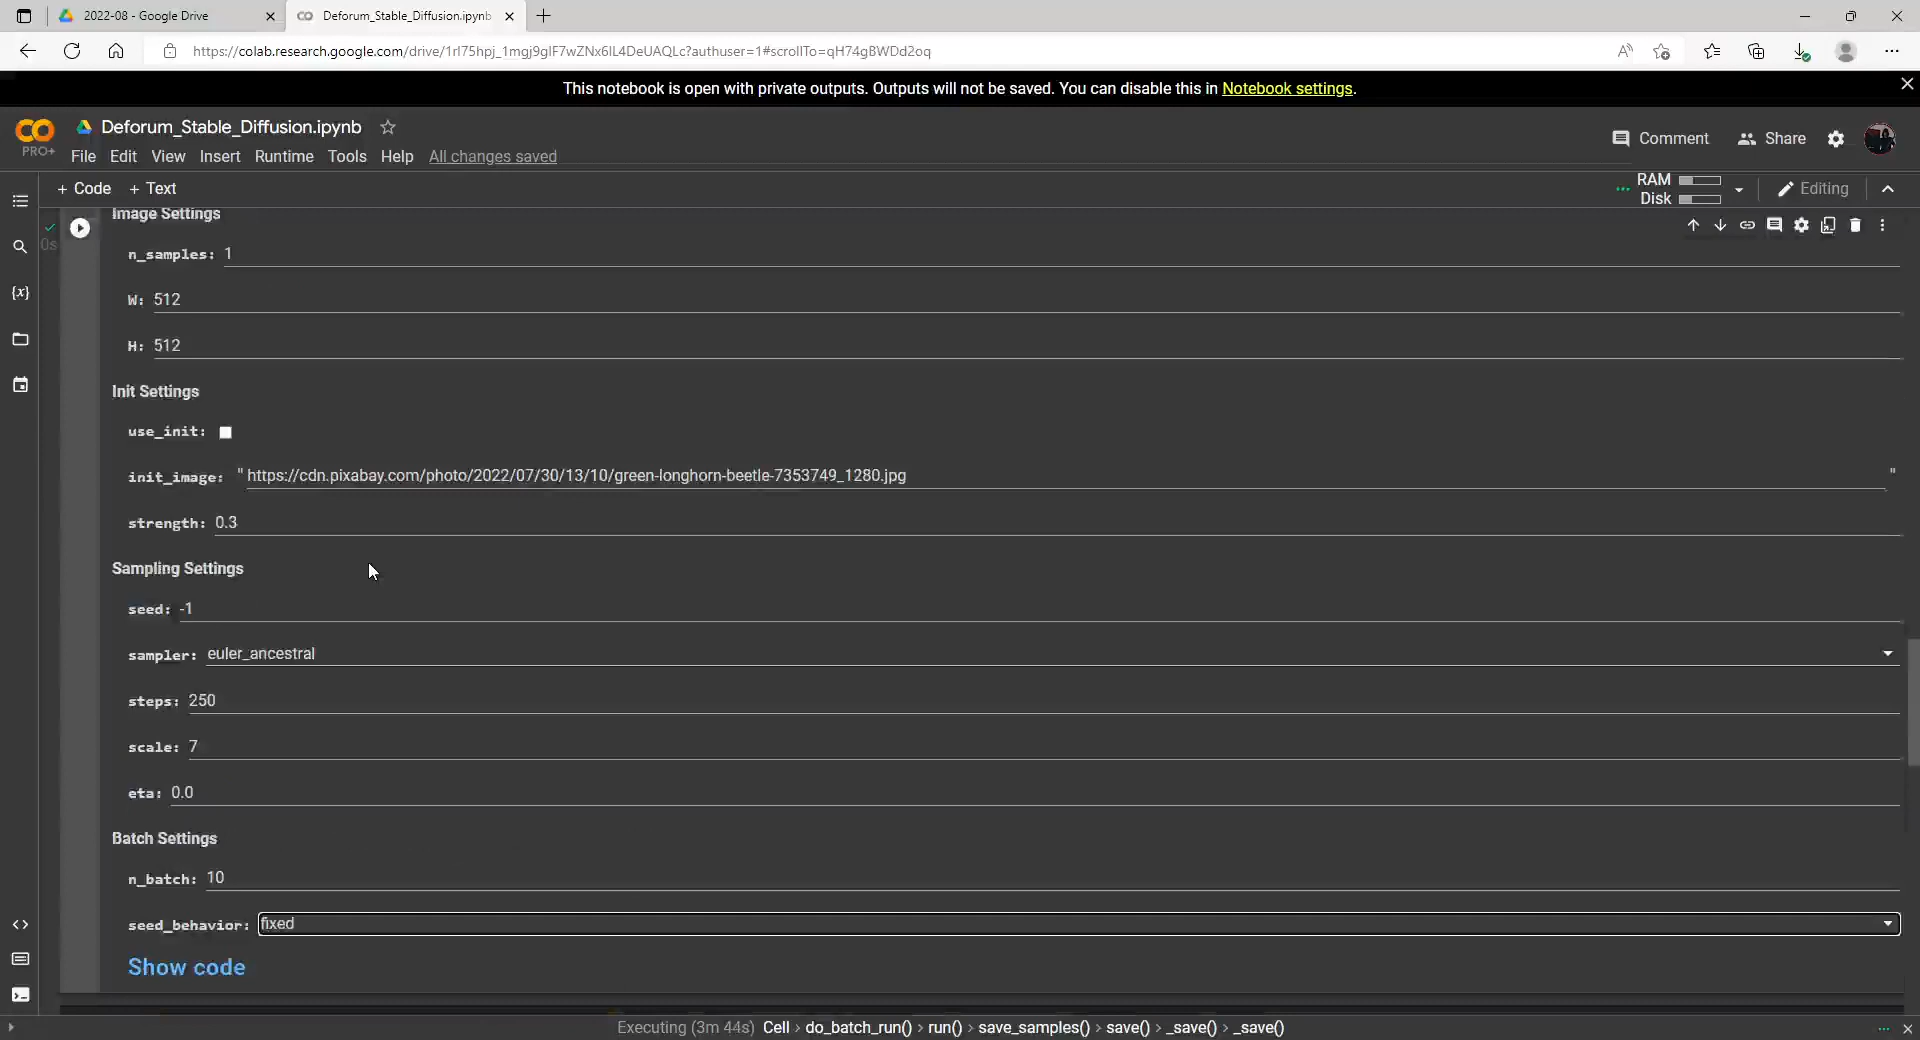 2022-08 - Google Drive
Deforum_Stable_Diffusion.ipynb
https://colab.research.google.com/drive/1rl75hpj_1mgj9glF7wZNx6lL4DeUAQLc?authuser=1#scrollTo=qH74gBWDd2oq
This notebook is open with private outputs. Outputs will not be saved. You can disable this in Notebook settings.
CO
PRO+
Deforum_Stable_Diffusion.ipynb
Comment
Share
File Edit View Insert Runtime Tools Help All changes saved
+ Code + Text
RAM
Disk
Editing
Image Settings
0s
n_samples: 1
{x}
W: 512
H: 512
Init Settings
use_init:
init_image: " https://cdn.pixabay.com/photo/2022/07/30/13/10/green-longhorn-beetle-7353749_1280.jpg "
strength: 0.3
Sampling Settings
seed: -1
sampler: euler_ancestral
steps: 250
scale: 7
eta: 0.0
Batch Settings
n_batch: 10
seed_behavior: fixed
Show code
Executing (3m 44s) Cell > do_batch_run() > run() > save_samples() > save() > _save() > _save()